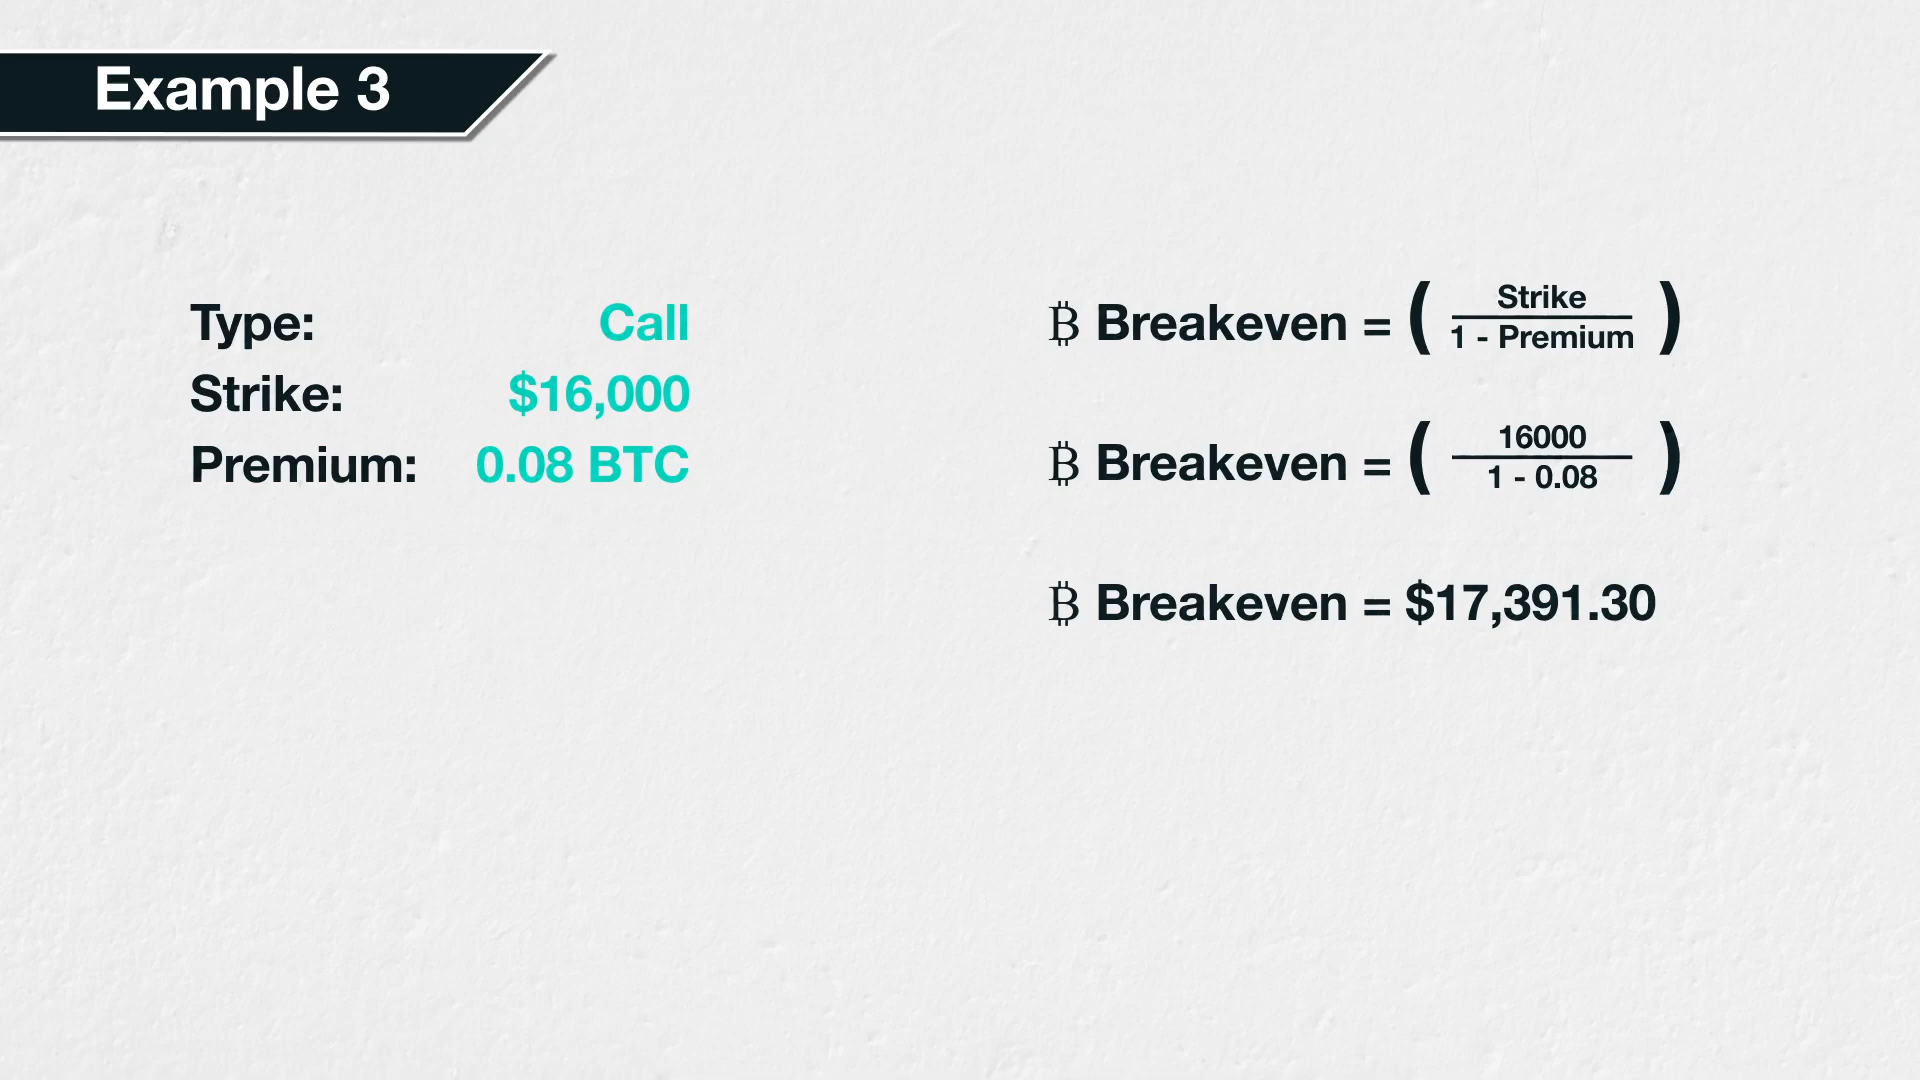 Example 3
Type: Call
Strike: $16,000
Premium: 0.08 BTC
₿ Breakeven = ( Strike / 1 - Premium )
₿ Breakeven = ( 16000 / 1 - 0.08 )
₿ Breakeven = $17,391.30